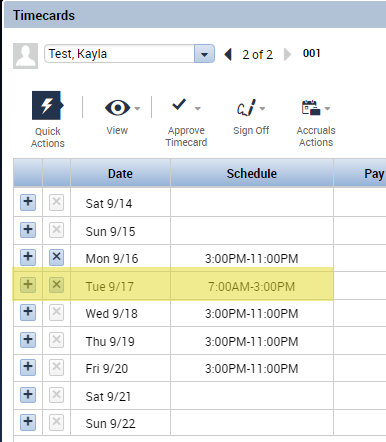 Timecards
Test, Kayla 2 of 2 001
Quick Actions View Approve Timecard Sign Off Accruals Actions
Date Schedule Pay
Sat 9/14
Sun 9/15
Mon 9/16 3:00PM-11:00PM
Tue 9/17 7:00AM-3:00PM
Wed 9/18 3:00PM-11:00PM
Thu 9/19 3:00PM-11:00PM
Fri 9/20 3:00PM-11:00PM
Sat 9/21
Sun 9/22